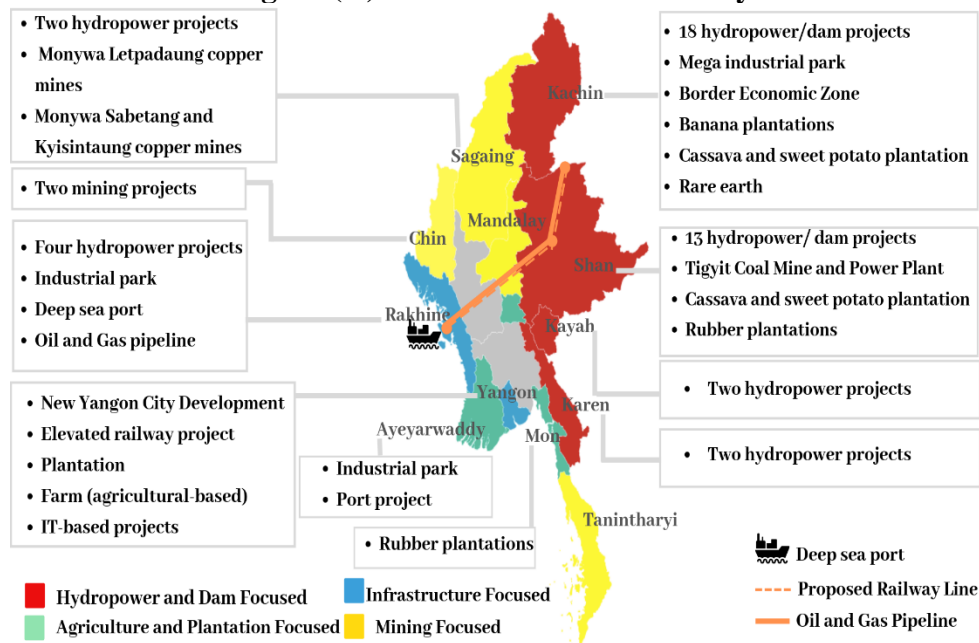 • Two hydropower projects
• Monywa Letpadaung copper
mines
• Monywa Sabetang and
Kyisintaung copper mines
• Two mining projects
• Four hydropower projects
• Industrial park
• Deep sea port
• Oil and Gas pipeline
• New Yangon City Development
• Elevated railway project
• Plantation
• Farm (agricultural-based)
• IT-based projects
• Industrial park
• Port project
• Rubber plantations
Kachin
Sagaing
Mandalay
Chin
Shan
Rakhine
Kayah
Yangon
Karen
Ayeyarwaddy
Mon
Tanintharyi
• 18 hydropower/dam projects
• Mega industrial park
• Border Economic Zone
• Banana plantations
• Cassava and sweet potato plantation
• Rare earth
• 13 hydropower/ dam projects
• Tigyit Coal Mine and Power Plant
• Cassava and sweet potato plantation
• Rubber plantations
• Two hydropower projects
• Two hydropower projects
Hydropower and Dam Focused
Infrastructure Focused
Agriculture and Plantation Focused
Mining Focused
Deep sea port
Proposed Railway Line
Oil and Gas Pipeline